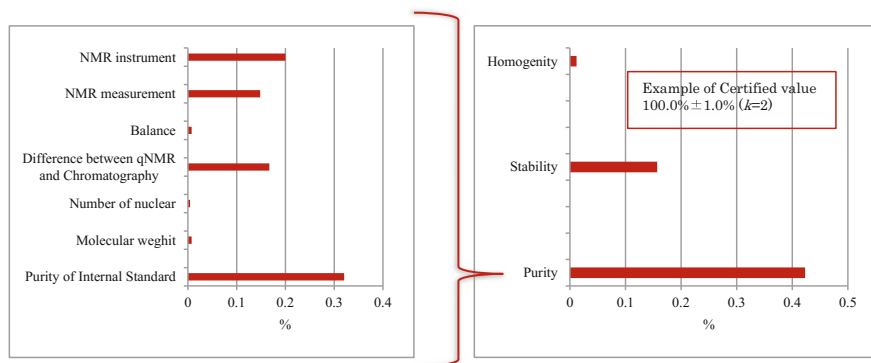 NMR instrument
NMR measurement
Balance
Difference between qNMR
and Chromatography
Number of nuclear
Molecular weghit
Purity of Internal Standard
0 0.1 0.2 0.3 0.4
%
Homogenity
Example of Certified value
100.0%±1.0% (k=2)
Stability
Purity
0 0.1 0.2 0.3 0.4 0.5
%